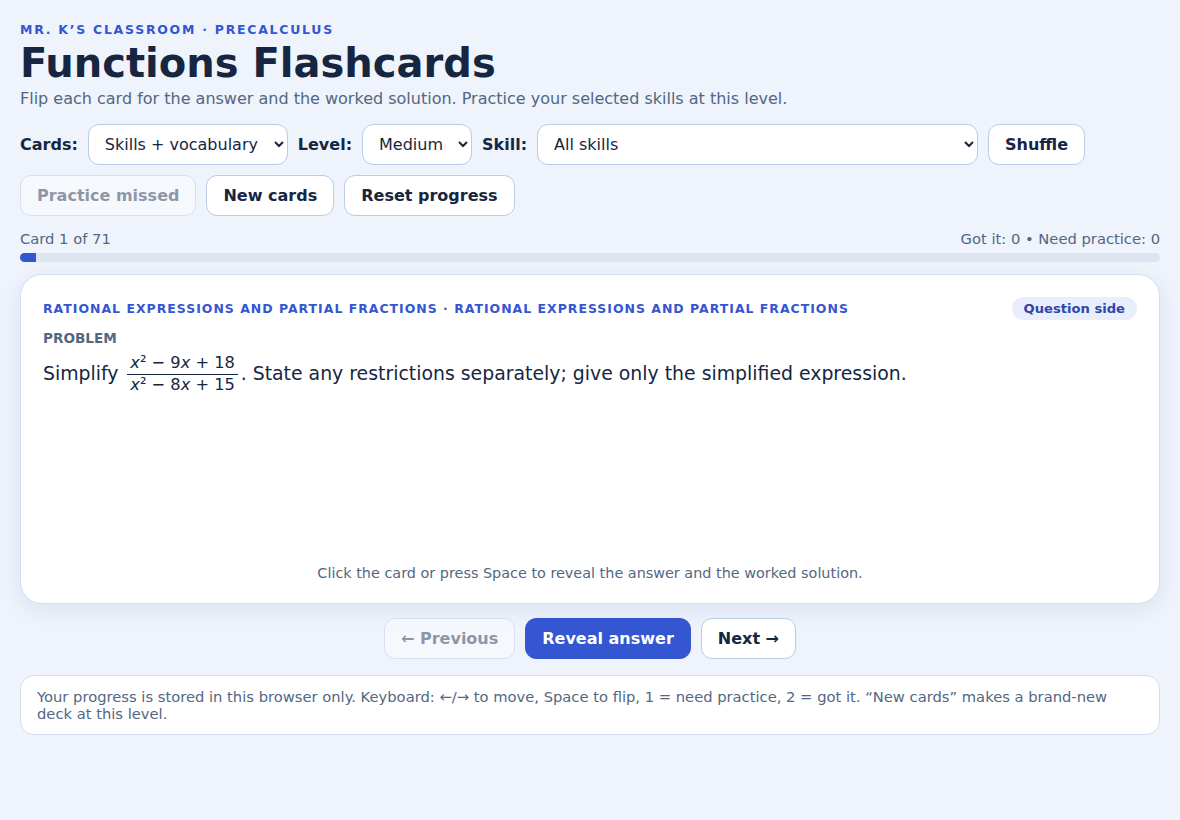 MR. K’S CLASSROOM · PRECALCULUS
Functions Flashcards
Flip each card for the answer and the worked solution. Practice your selected skills at this level.
Cards: Skills + vocabulary Level: Medium Skill: All skills Shuffle
Practice missed New cards Reset progress
Card 1 of 71 Got it: 0 • Need practice: 0
RATIONAL EXPRESSIONS AND PARTIAL FRACTIONS · RATIONAL EXPRESSIONS AND PARTIAL FRACTIONS Question side
PROBLEM
Simplify (x² − 9x + 18)/(x² − 8x + 15). State any restrictions separately; give only the simplified expression.
Click the card or press Space to reveal the answer and the worked solution.
← Previous Reveal answer Next →
Your progress is stored in this browser only. Keyboard: ←/→ to move, Space to flip, 1 = need practice, 2 = got it. “New cards” makes a brand-new
deck at this level.